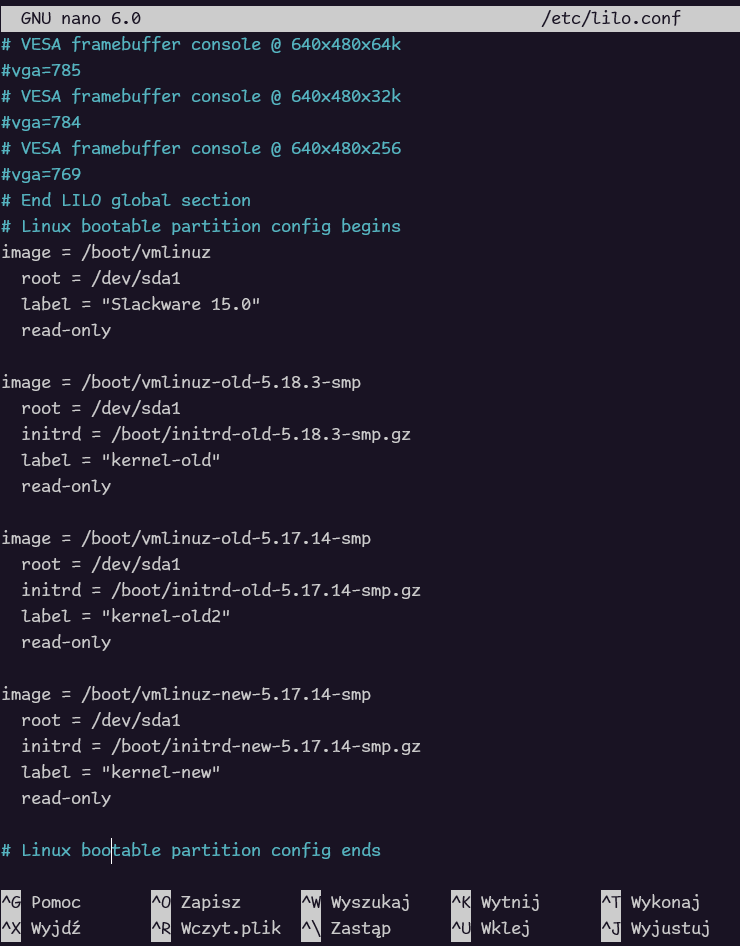 GNU nano 6.0 /etc/lilo.conf
# VESA framebuffer console @ 640x480x64k
#vga=785
# VESA framebuffer console @ 640x480x32k
#vga=784
# VESA framebuffer console @ 640x480x256
#vga=769
# End LILO global section
# Linux bootable partition config begins
image = /boot/vmlinuz
  root = /dev/sda1
  label = "Slackware 15.0"
  read-only

image = /boot/vmlinuz-old-5.18.3-smp
  root = /dev/sda1
  initrd = /boot/initrd-old-5.18.3-smp.gz
  label = "kernel-old"
  read-only

image = /boot/vmlinuz-old-5.17.14-smp
  root = /dev/sda1
  initrd = /boot/initrd-old-5.17.14-smp.gz
  label = "kernel-old2"
  read-only

image = /boot/vmlinuz-new-5.17.14-smp
  root = /dev/sda1
  initrd = /boot/initrd-new-5.17.14-smp.gz
  label = "kernel-new"
  read-only

# Linux bootable partition config ends

^G Pomoc ^O Zapisz ^W Wyszukaj ^K Wytnij ^T Wykonaj
^X Wyjdź ^R Wczyt.plik ^\ Zastąp ^U Wklej ^J Wyjustuj